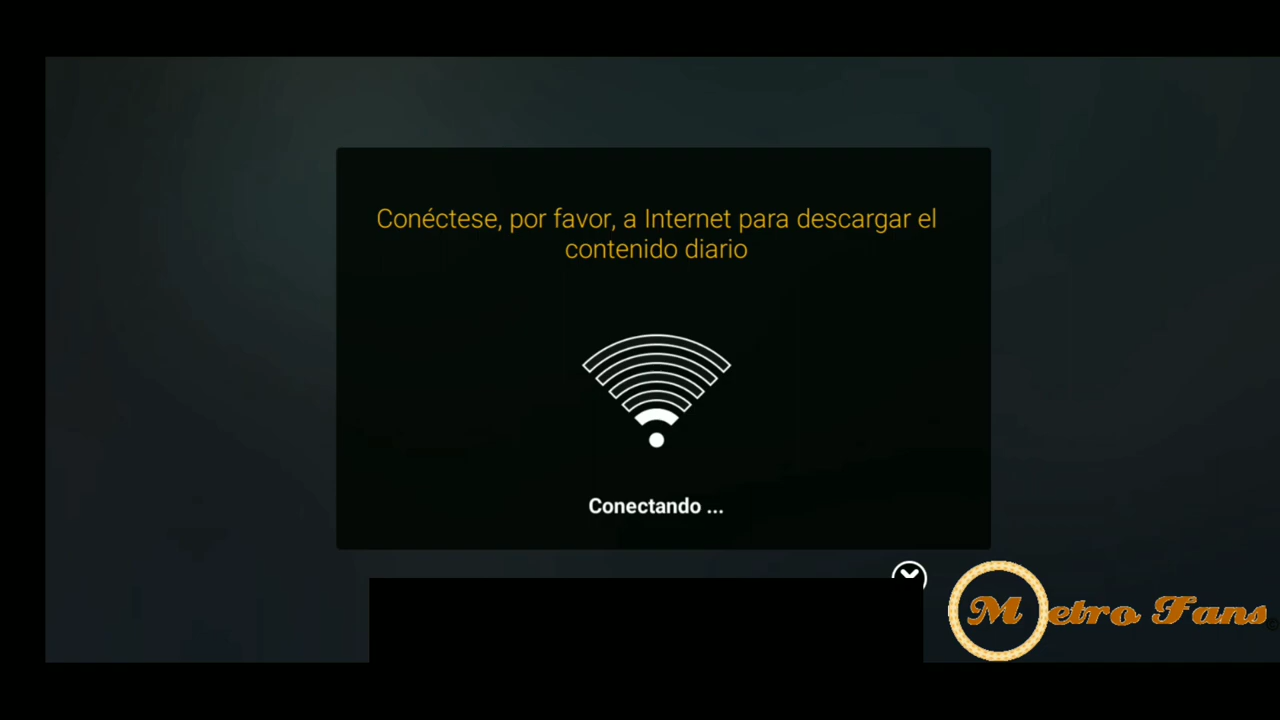 Conéctese, por favor, a Internet para descargar el
contenido diario
Conectando ...
Metro Fans